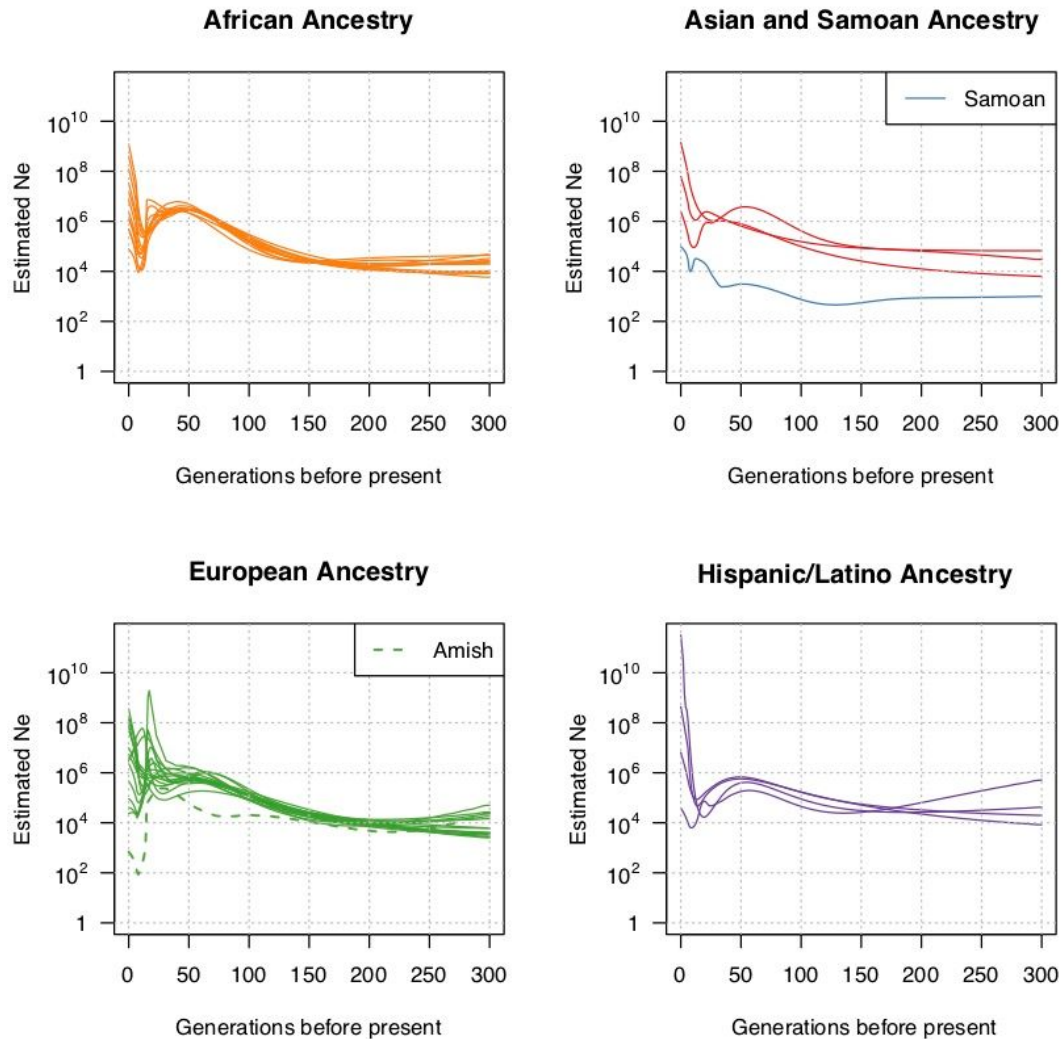 African Ancestry
Estimated Ne
10^10
10^8
10^6
10^4
10^2
1
0 50 100 150 200 250 300
Generations before present
Asian and Samoan Ancestry
Samoan
Estimated Ne
10^10
10^8
10^6
10^4
10^2
1
0 50 100 150 200 250 300
Generations before present
European Ancestry
Amish
Estimated Ne
10^10
10^8
10^6
10^4
10^2
1
0 50 100 150 200 250 300
Generations before present
Hispanic/Latino Ancestry
Estimated Ne
10^10
10^8
10^6
10^4
10^2
1
0 50 100 150 200 250 300
Generations before present